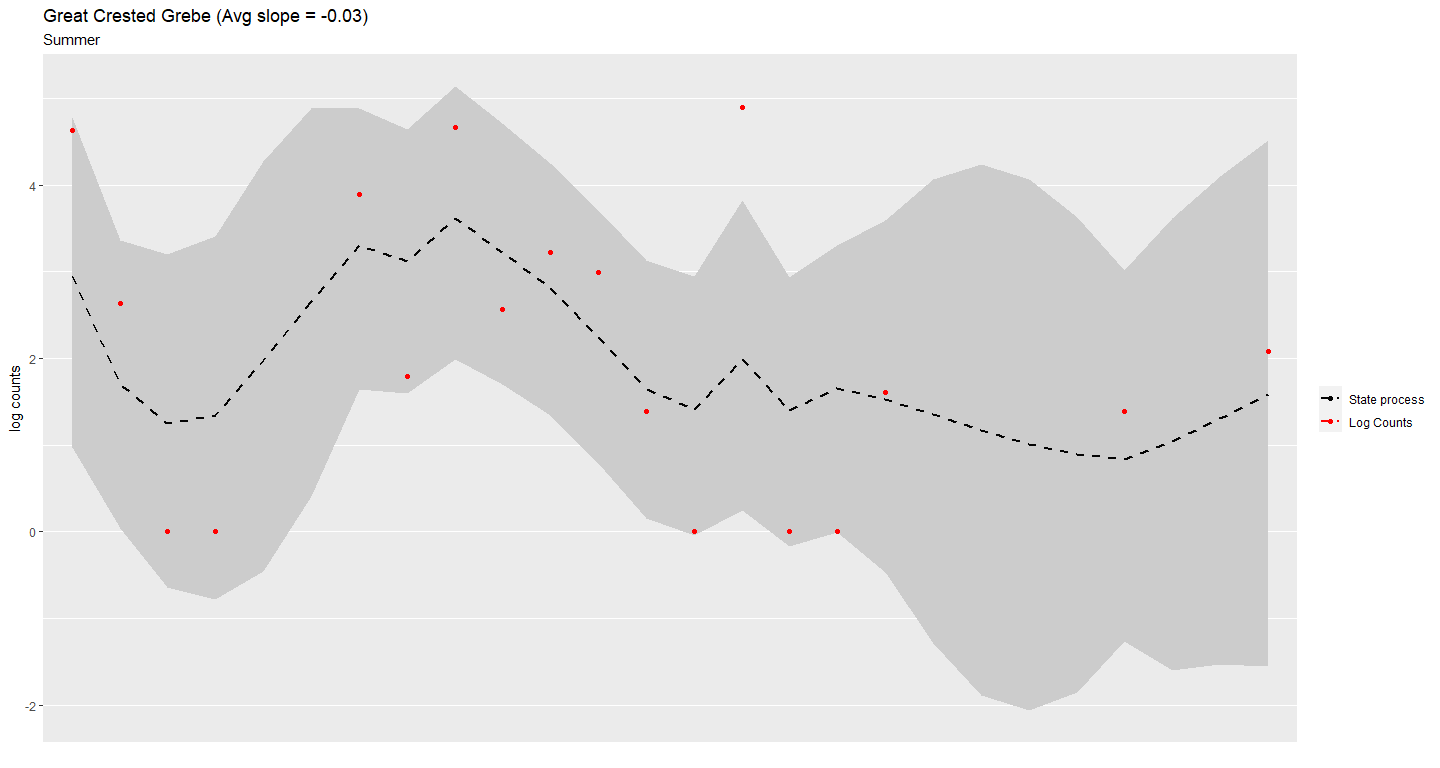 Great Crested Grebe (Avg slope = -0.03)
Summer
log counts
4
2
0
-2
State process
Log Counts